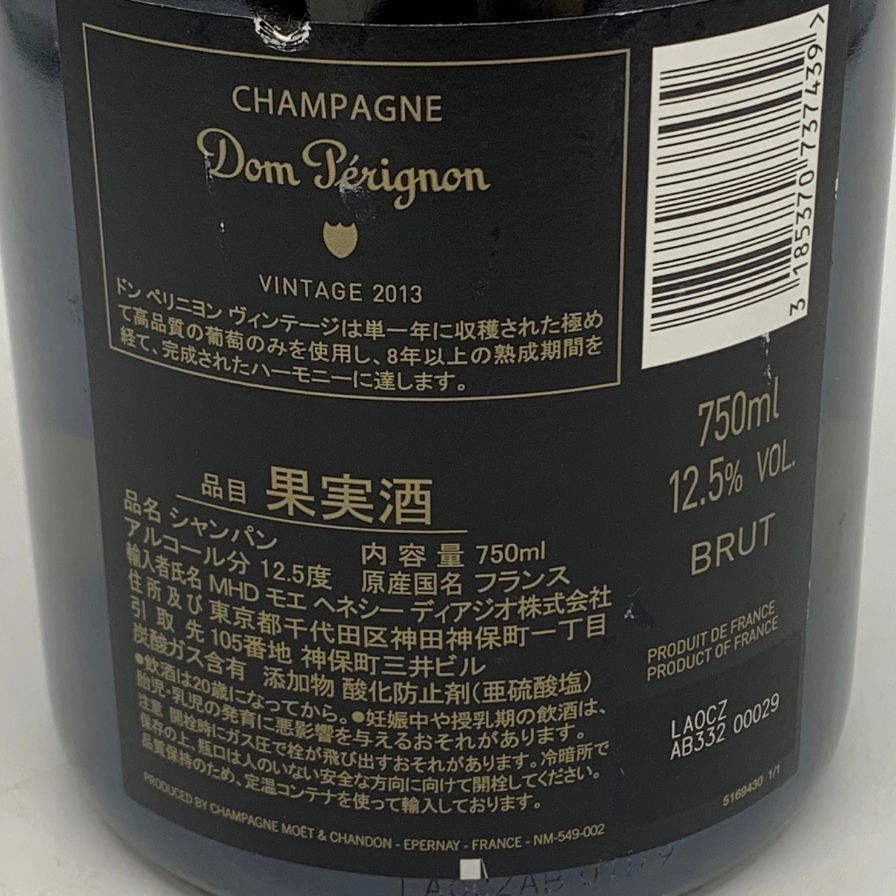 CHAMPAGNE
Dom Pérignon
VINTAGE 2013
ドン ペリニヨン ヴィンテージは単一年に収穫された極め
て高品質の葡萄のみを使用し、8年以上の熟成期間を
経て、完成されたハーモニーに達します。
品目 果実酒
品名 シャンパン
アルコール分 12.5度 内容量 750ml
輸入者氏名 MHD モエ ヘネシー ディアジオ株式会社 原産国名 フランス
住所及び 東京都千代田区神田神保町一丁目
引取先 105番地 神保町三井ビル
炭酸ガス含有 添加物 酸化防止剤(亜硫酸塩)
●飲酒は20歳になってから。●妊娠中や授乳期の飲酒は、
胎児・乳児の発育に悪影響を与えるおそれがあります。
注意 開栓時にガス圧で栓が飛び出すおそれがあります。冷暗所で
保存の上、瓶口は人のいない安全な方向に向けて開栓してください。
品質保持のため、定温コンテナを使って輸入しております。
PRODUCED BY CHAMPAGNE MOËT & CHANDON - EPERNAY - FRANCE - NM-549-002
3 185370 737439 >
750ml
12.5% VOL.
BRUT
PRODUIT DE FRANCE
PRODUCT OF FRANCE
LAOCZ
AB332 00029
5169430 1/1